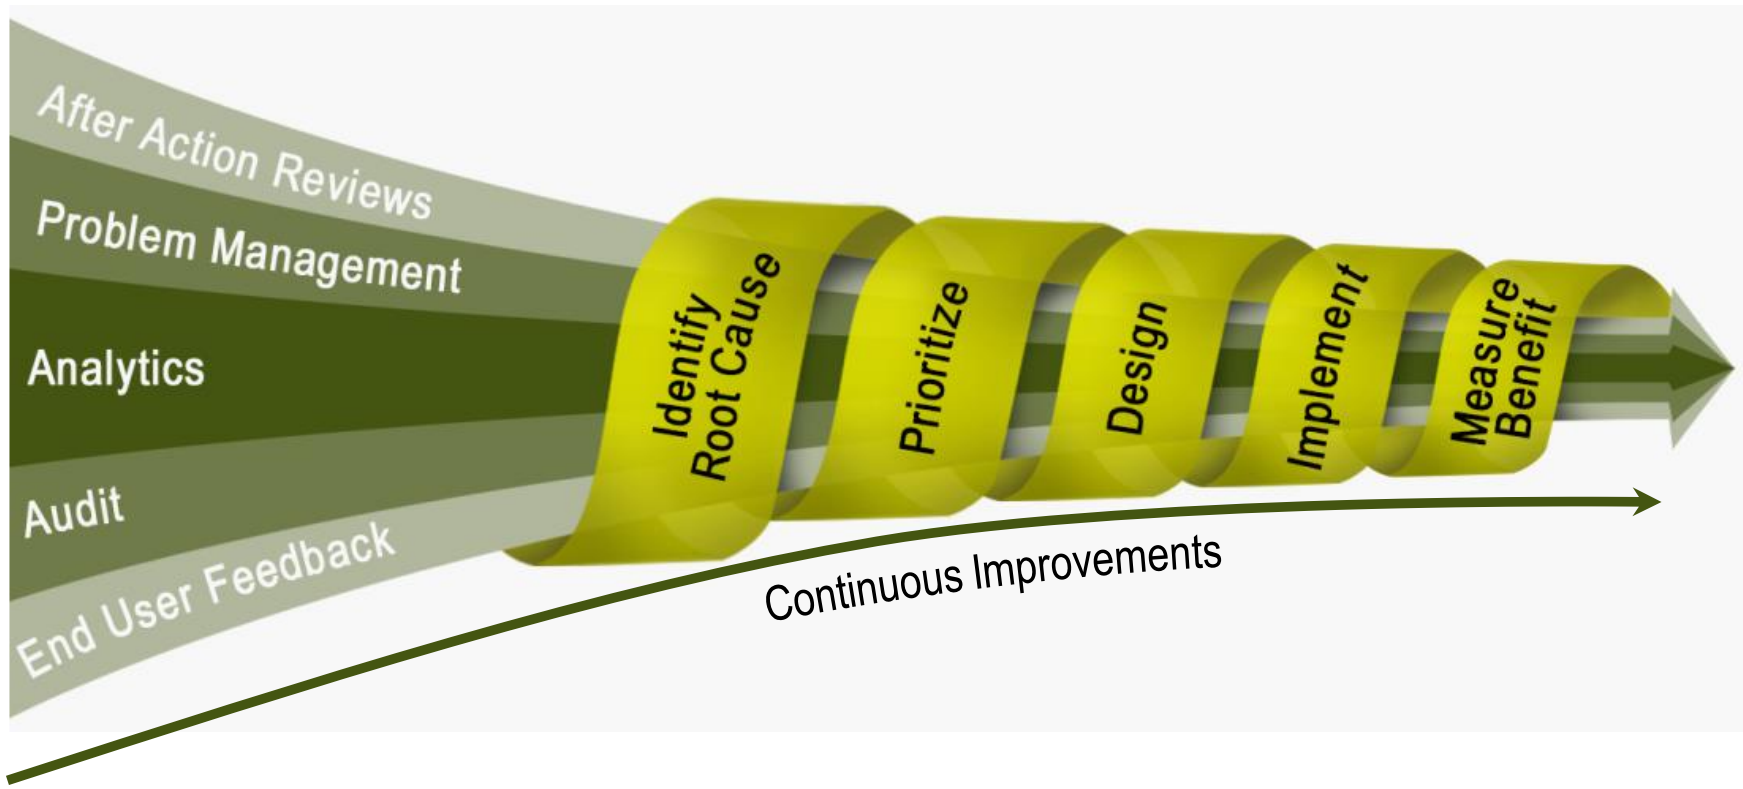 After Action Reviews
Problem Management
Analytics
Audit
End User Feedback
Identify
Root Cause
Prioritize
Design
Implement
Measure
Benefit
Continuous Improvements